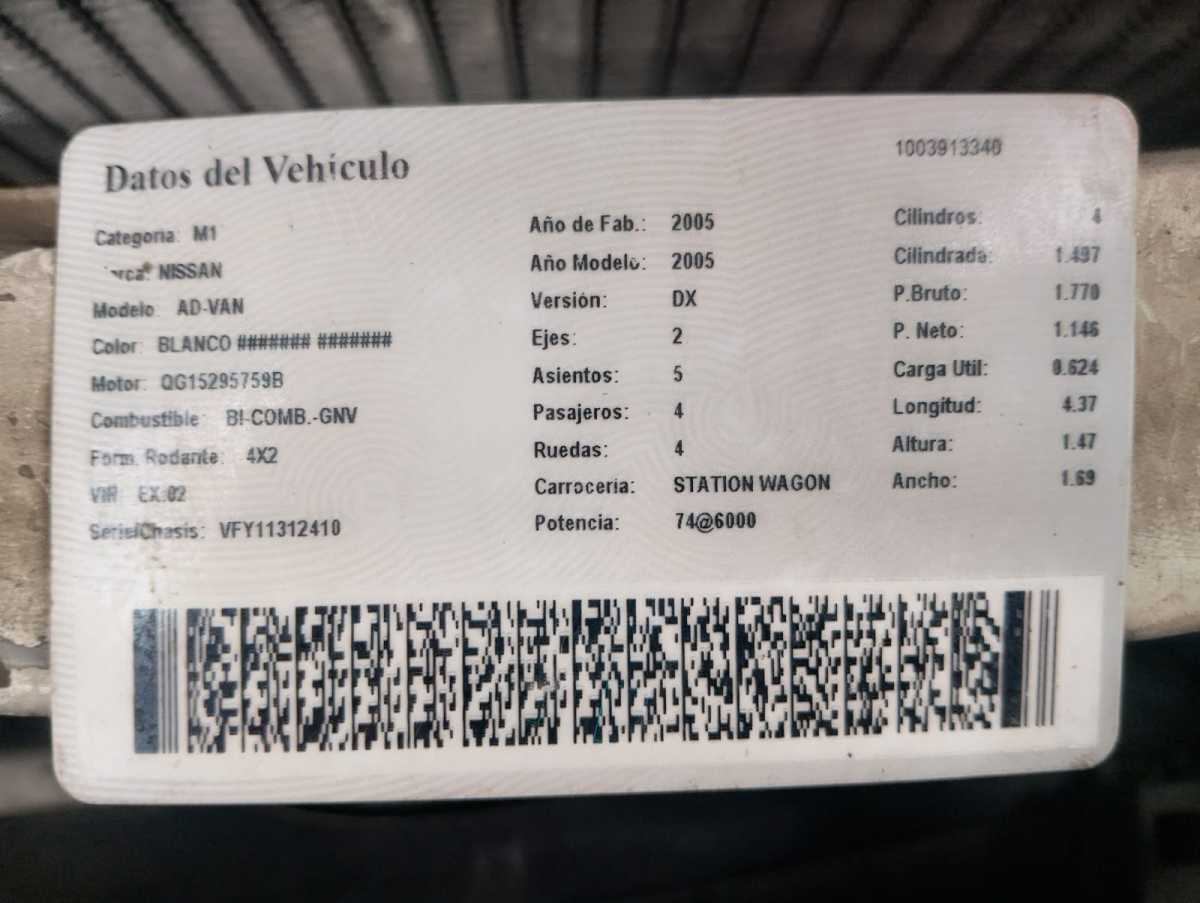 Datos del Vehículo
1003913340
Categoria: M1
Marca: NISSAN
Modelo: AD-VAN
Color: BLANCO ####### #######
Motor: QG15295759B
Combustible: BI-COMB.-GNV
Form. Rodante: 4X2
VIN: EX.02
Serie/Chasis: VFY11312410
Año de Fab.: 2005
Año Modelo: 2005
Versión: DX
Ejes: 2
Asientos: 5
Pasajeros: 4
Ruedas: 4
Carrocería: STATION WAGON
Potencia: 74@6000
Cilindros: 4
Cilindrada: 1.497
P.Bruto: 1.770
P. Neto: 1.146
Carga Util: 0.624
Longitud: 4.37
Altura: 1.47
Ancho: 1.69